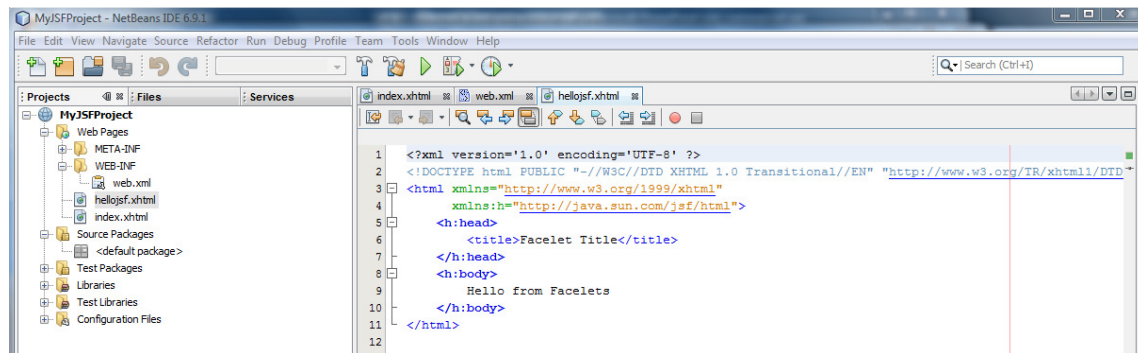 MyJSFProject - NetBeans IDE 6.9.1
File Edit View Navigate Source Refactor Run Debug Profile Team Tools Window Help
Search (Ctrl+I)
Projects Files Services
MyJSFProject
Web Pages
META-INF
WEB-INF
web.xml
hellojsf.xhtml
index.xhtml
Source Packages
<default package>
Test Packages
Libraries
Test Libraries
Configuration Files
index.xhtml web.xml hellojsf.xhtml
1 <?xml version='1.0' encoding='UTF-8' ?>
2 <!DOCTYPE html PUBLIC "-//W3C//DTD XHTML 1.0 Transitional//EN" "http://www.w3.org/TR/xhtml1/DTD
3 <html xmlns="http://www.w3.org/1999/xhtml"
4 xmlns:h="http://java.sun.com/jsf/html">
5 <h:head>
6 <title>Facelet Title</title>
7 </h:head>
8 <h:body>
9 Hello from Facelets
10 </h:body>
11 </html>
12